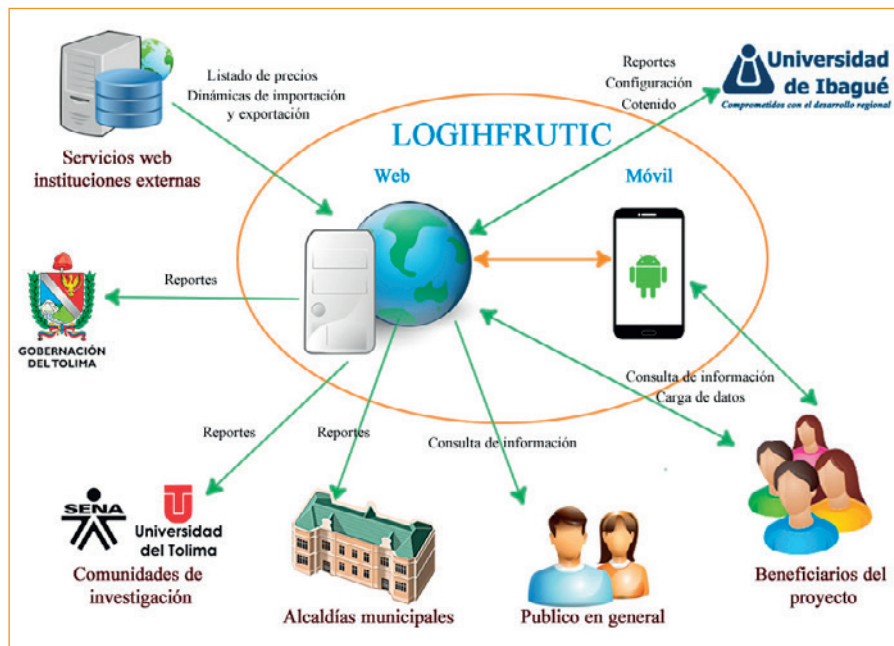 Listado de precios
Dinámicas de importación
y exportación
Reportes
Configuración
Cotenido
Universidad
de Ibagué
Comprometidos con el desarrollo regional
LOGIHFRUTIC
Servicios web
instituciones externas
Web
Móvil
Reportes
GOBERNACIÓN
DEL TOLIMA
Consulta de información
Carga de datos
Reportes
Reportes
Consulta de información
SENA
Universidad
del Tolima
Comunidades de
investigación
Alcaldías municipales
Publico en general
Beneficiarios del
proyecto